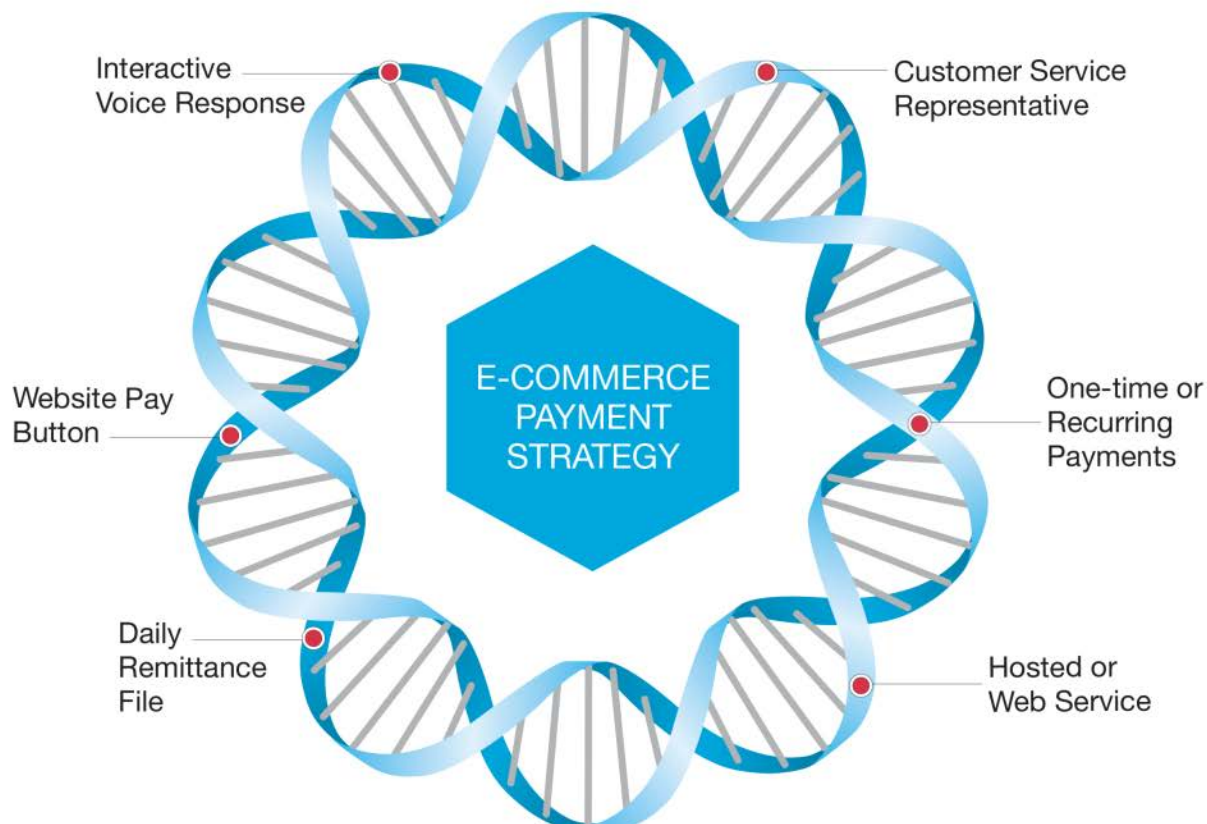 Interactive
Voice Response
Customer Service
Representative
E-COMMERCE
PAYMENT
STRATEGY
Website Pay
Button
One-time or
Recurring
Payments
Daily
Remittance
File
Hosted or
Web Service